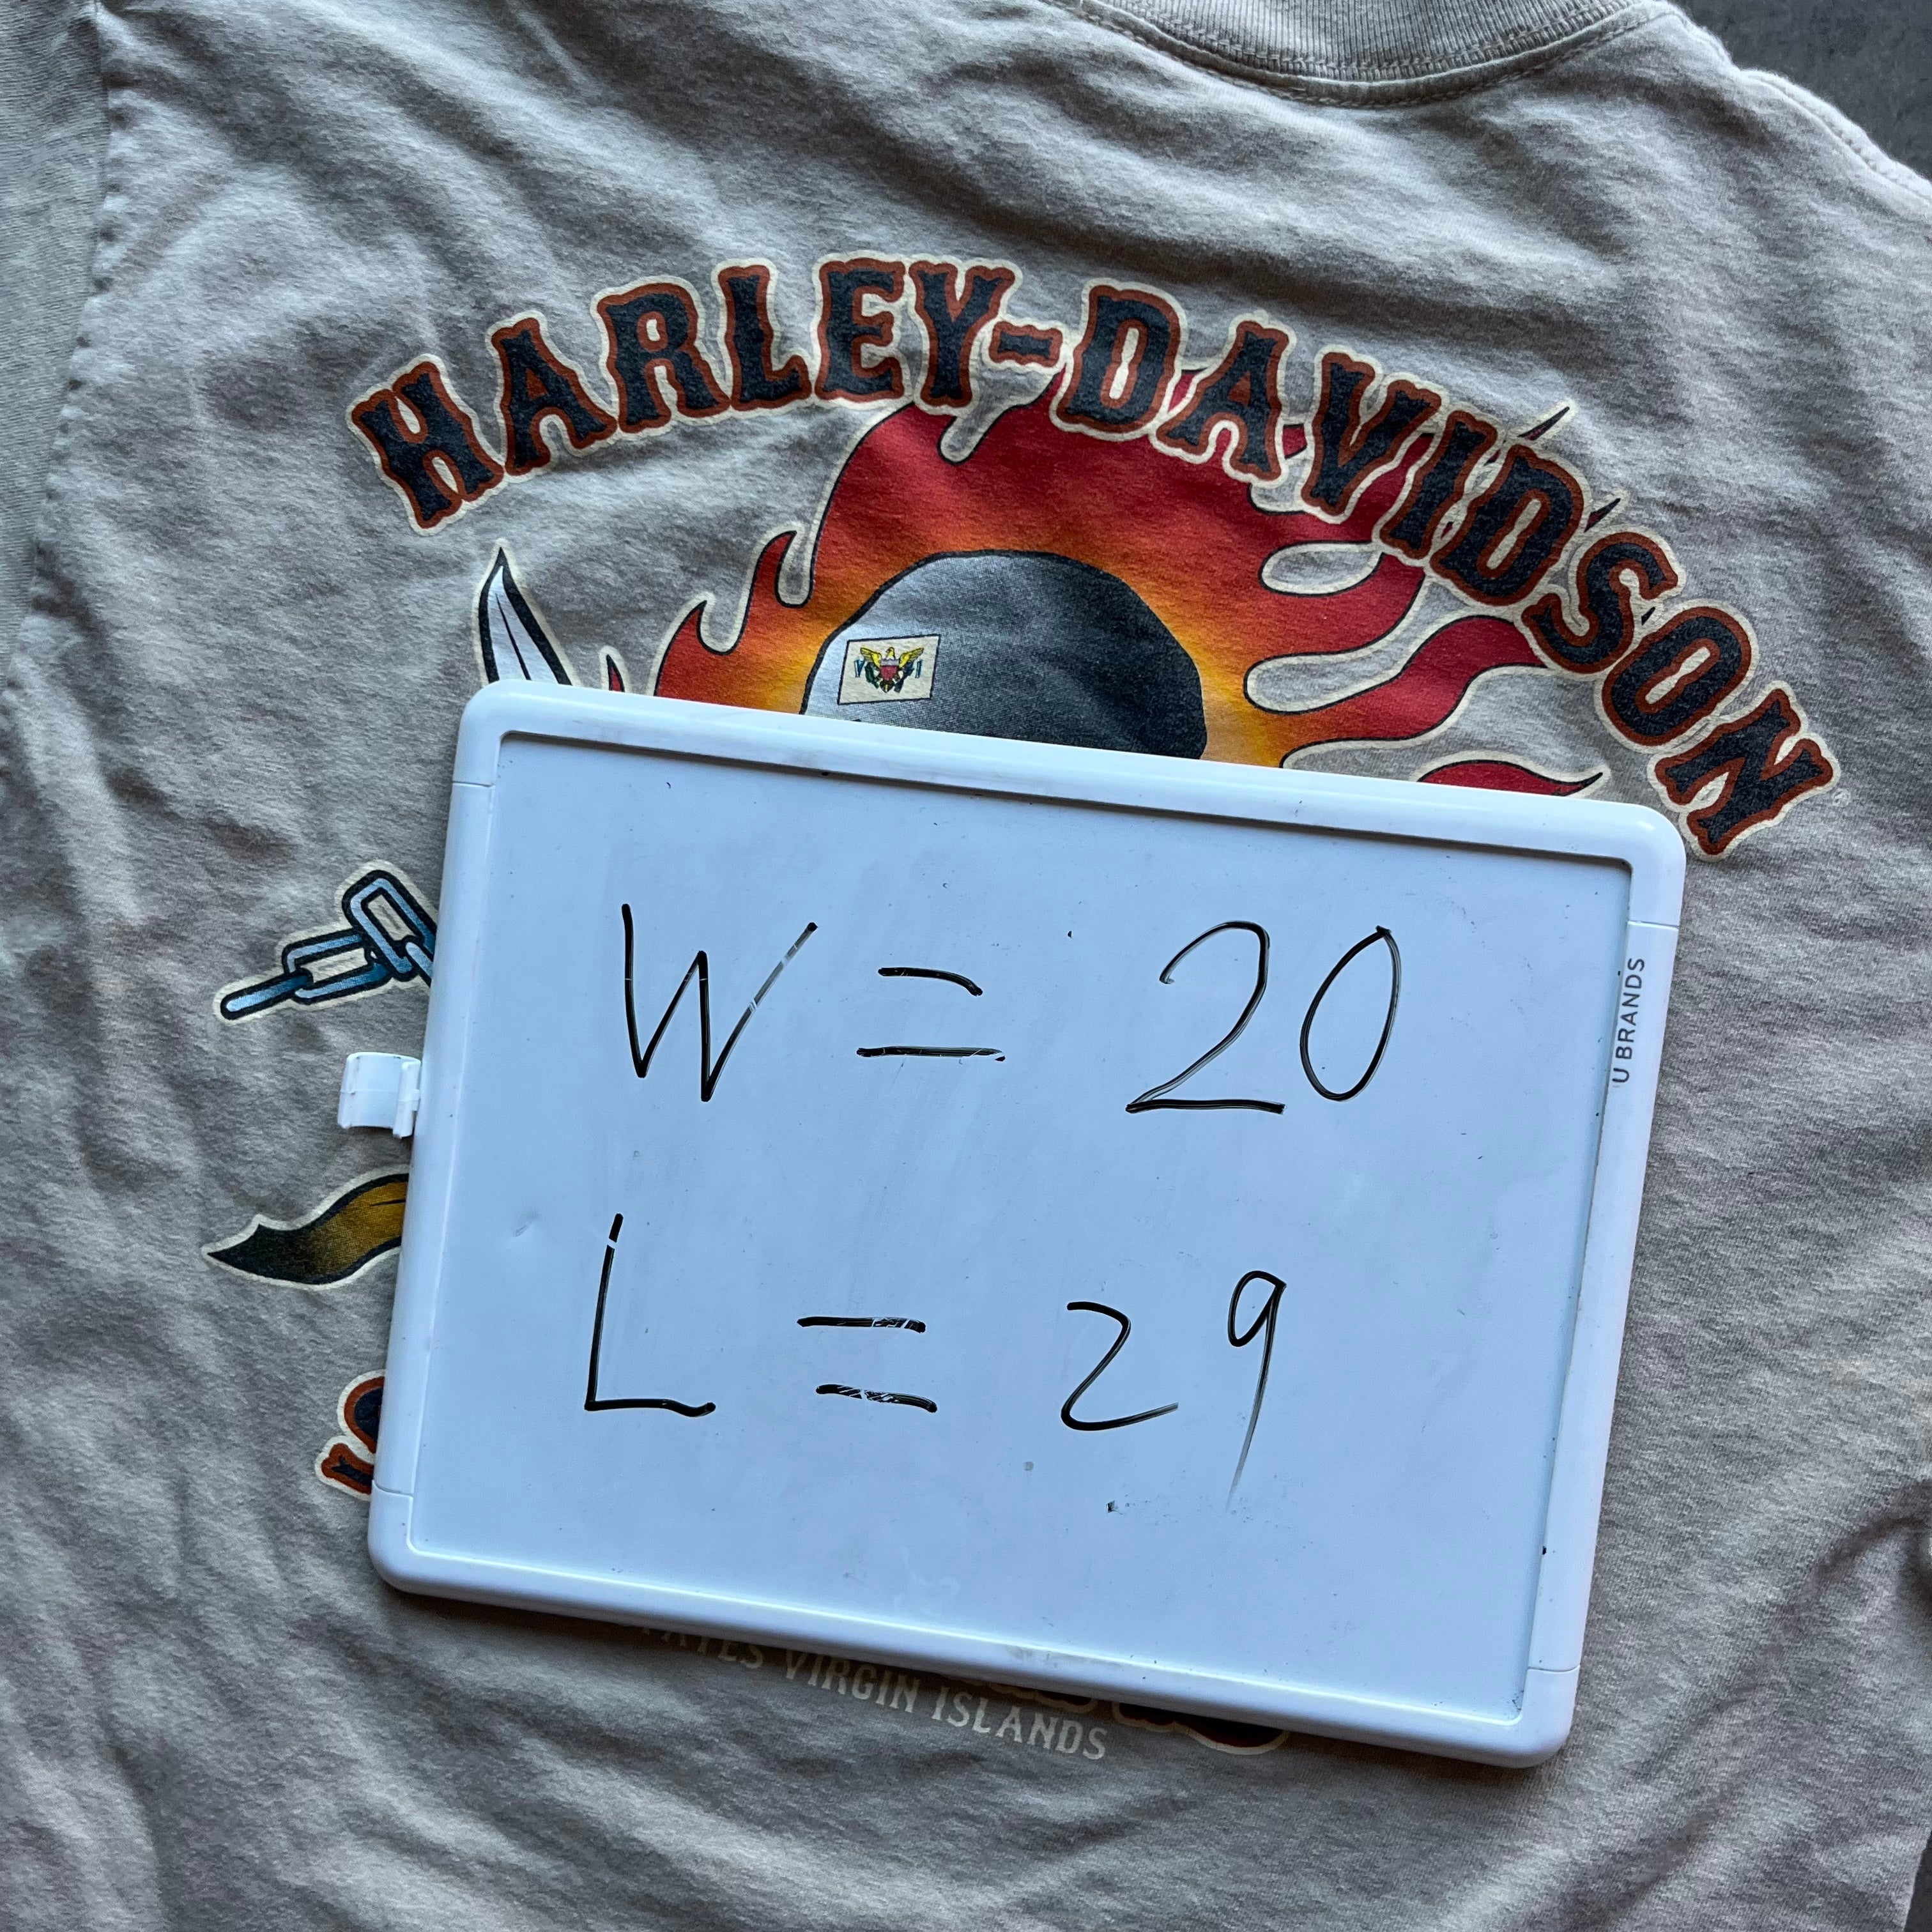 HARLEY-DAVIDSON
V I
U BRANDS
W = 20
L = 29
VIRGIN ISLANDS